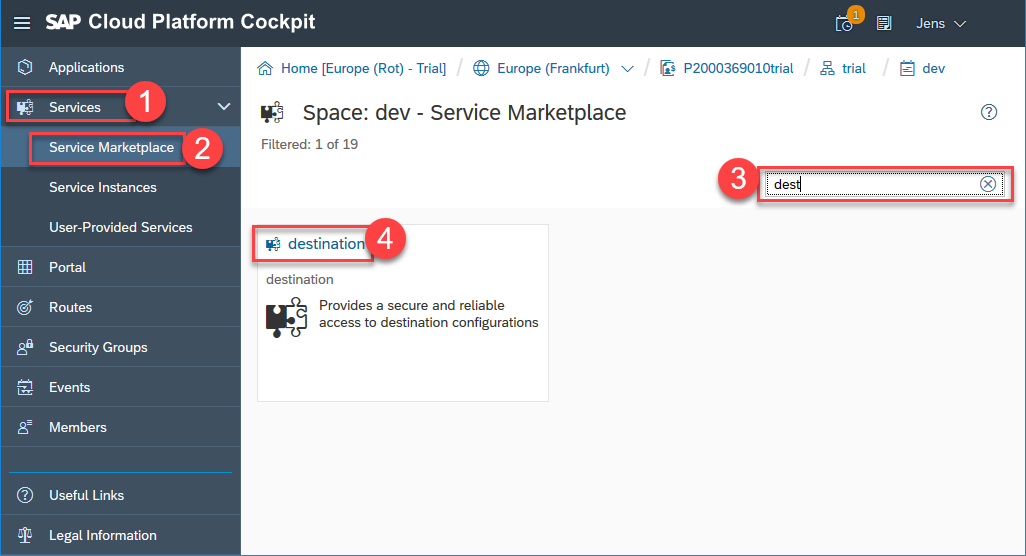 SAP Cloud Platform Cockpit
1
Jens
Applications
Services
1
Service Marketplace
2
Service Instances
User-Provided Services
Portal
Routes
Security Groups
Events
Members
Useful Links
Legal Information
Home [Europe (Rot) - Trial] / Europe (Frankfurt) / P2000369010trial / trial / dev
Space: dev - Service Marketplace
Filtered: 1 of 19
3
dest
destination
4
destination
Provides a secure and reliable
access to destination configurations